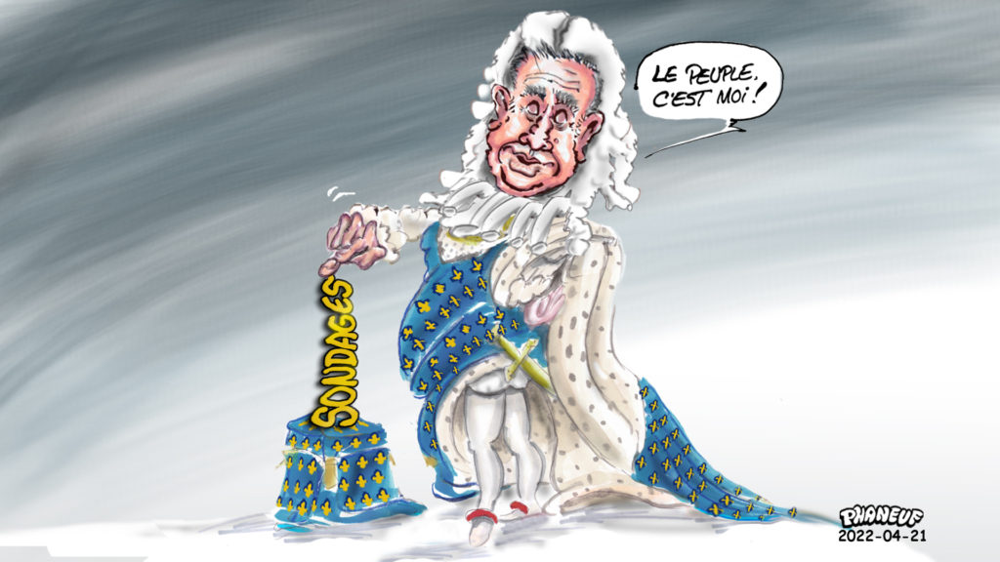 LE PEUPLE,
C'EST MOI!
SONDAGES
PHANEUF
2022-04-21